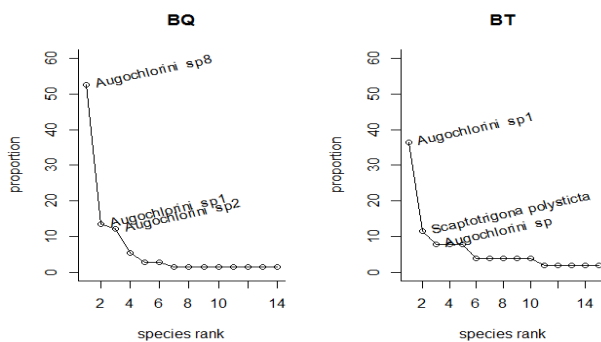 BQ
60
50
40
30
20
10
0
proportion
Augochlorini sp8
Augochlorini sp1
Augochlorini sp2
2 4 6 8 10 14
species rank
BT
60
50
40
30
20
10
0
proportion
Augochlorini sp1
Scaptotrigona polysticta
Augochlorini sp
2 4 6 8 10 14
species rank